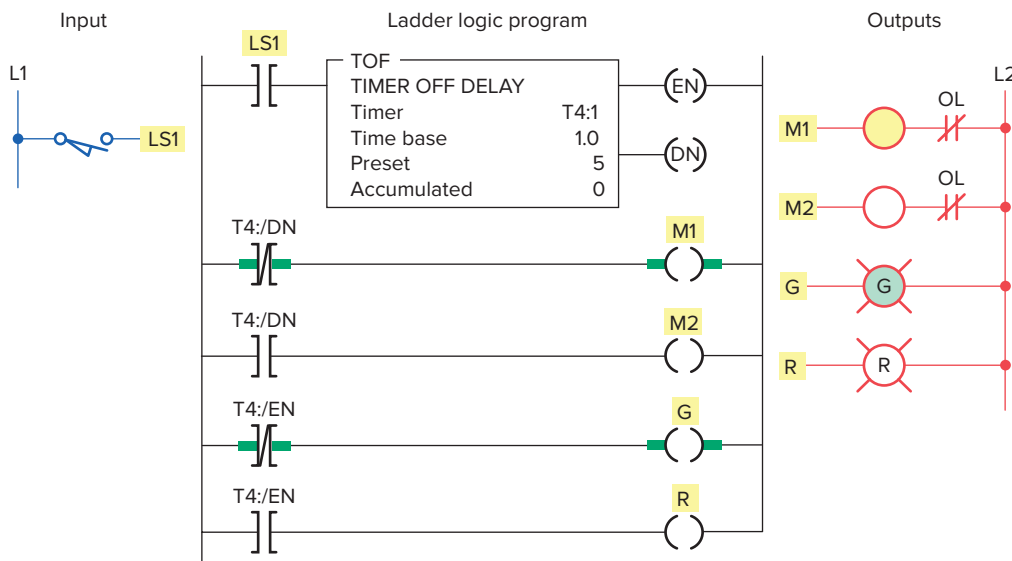 Input
Ladder logic program
Outputs
L1
LS1
LS1
TOF
TIMER OFF DELAY
Timer T4:1
Time base 1.0
Preset 5
Accumulated 0
EN
DN
T4:/DN
M1
T4:/DN
M2
T4:/EN
G
T4:/EN
R
L2
M1
OL
M2
OL
G
G
R
R